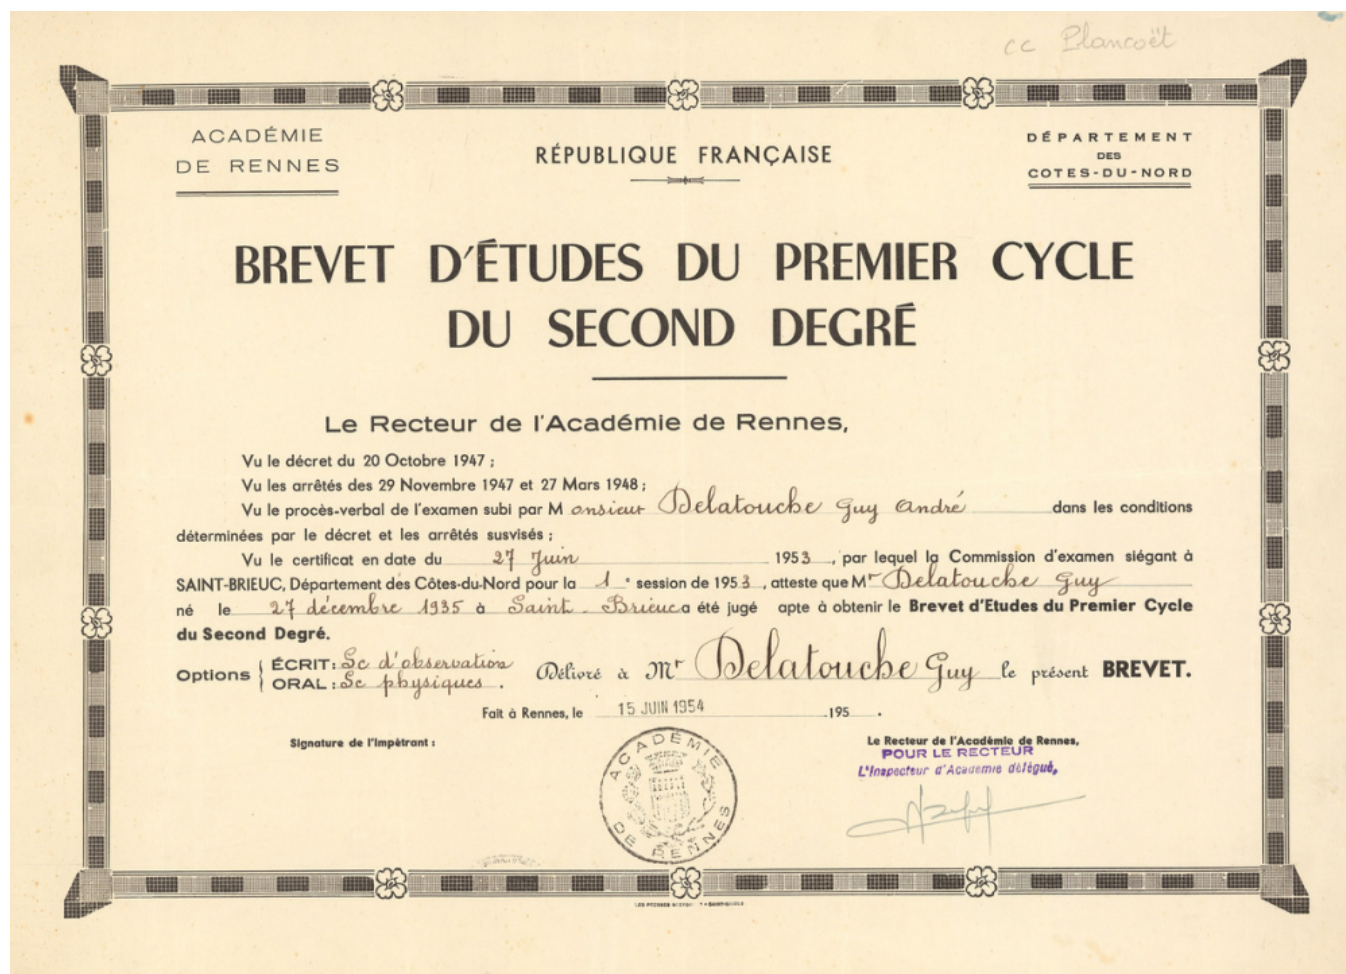 cc Plancoët
ACADÉMIE
DE RENNES
RÉPUBLIQUE FRANÇAISE
DÉPARTEMENT
DES
COTES-DU-NORD
BREVET D'ÉTUDES DU PREMIER CYCLE
DU SECOND DEGRÉ
Le Recteur de l'Académie de Rennes,
Vu le décret du 20 Octobre 1947 ;
Vu les arrêtés des 29 Novembre 1947 et 27 Mars 1948 ;
Vu le procès-verbal de l'examen subi par M onsieur Delatouche Guy André dans les conditions
déterminées par le décret et les arrêtés susvisés ;
Vu le certificat en date du 27 Juin 1953, par lequel la Commission d'examen siégant à
SAINT-BRIEUC, Département des Côtes-du-Nord pour la 1e session de 1953, atteste que Mr Delatouche Guy
né le 27 décembre 1935 à Saint-Brieuc a été jugé apte à obtenir le Brevet d'Etudes du Premier Cycle
du Second Degré.
Options { ÉCRIT : Sc d'observation
ORAL : Sc physiques .
Délivré à Mr Delatouche Guy le présent BREVET.
Fait à Rennes, le 15 JUIN 1954 195 .
Signature de l'Impétrant :
Le Recteur de l'Académie de Rennes,
POUR LE RECTEUR
L'Inspecteur d'Académie délégué,
ACADÉMIE
DE RENNES